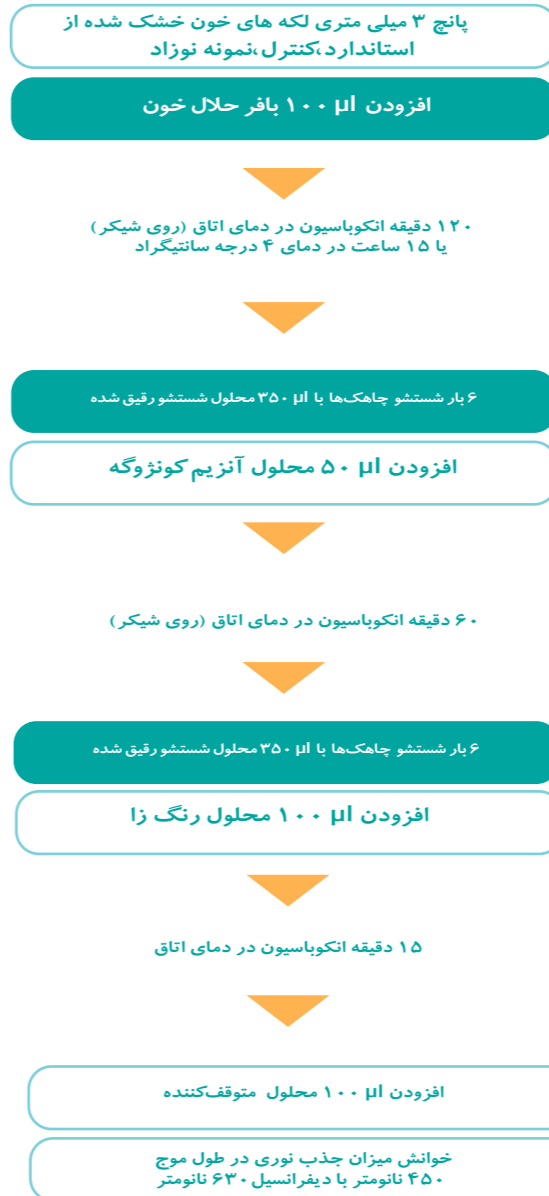 پانچ ۳ میلی متری لکه های خون خشک شده از
استاندارد،کنترل،نمونه نوزاد
افزودن ۱۰۰ µl بافر حلال خون
۱۲۰ دقیقه انکوباسیون در دمای اتاق (روی شیکر)
یا ۱۵ ساعت در دمای ۴ درجه سانتیگراد
۶ بار شستشو چاهک‌ها با ۳۵۰ µl محلول شستشو رقیق شده
افزودن ۵۰ µl محلول آنزیم کونژوگه
۶۰ دقیقه انکوباسیون در دمای اتاق (روی شیکر)
۶ بار شستشو چاهک‌ها با ۳۵۰ µl محلول شستشو رقیق شده
افزودن ۱۰۰ µl محلول رنگ زا
۱۵ دقیقه انکوباسیون در دمای اتاق
افزودن ۱۰۰ µl محلول متوقف‌کننده
خوانش میزان جذب نوری در طول موج
۴۵۰ نانومتر با دیفرانسیل ۶۳۰ نانومتر